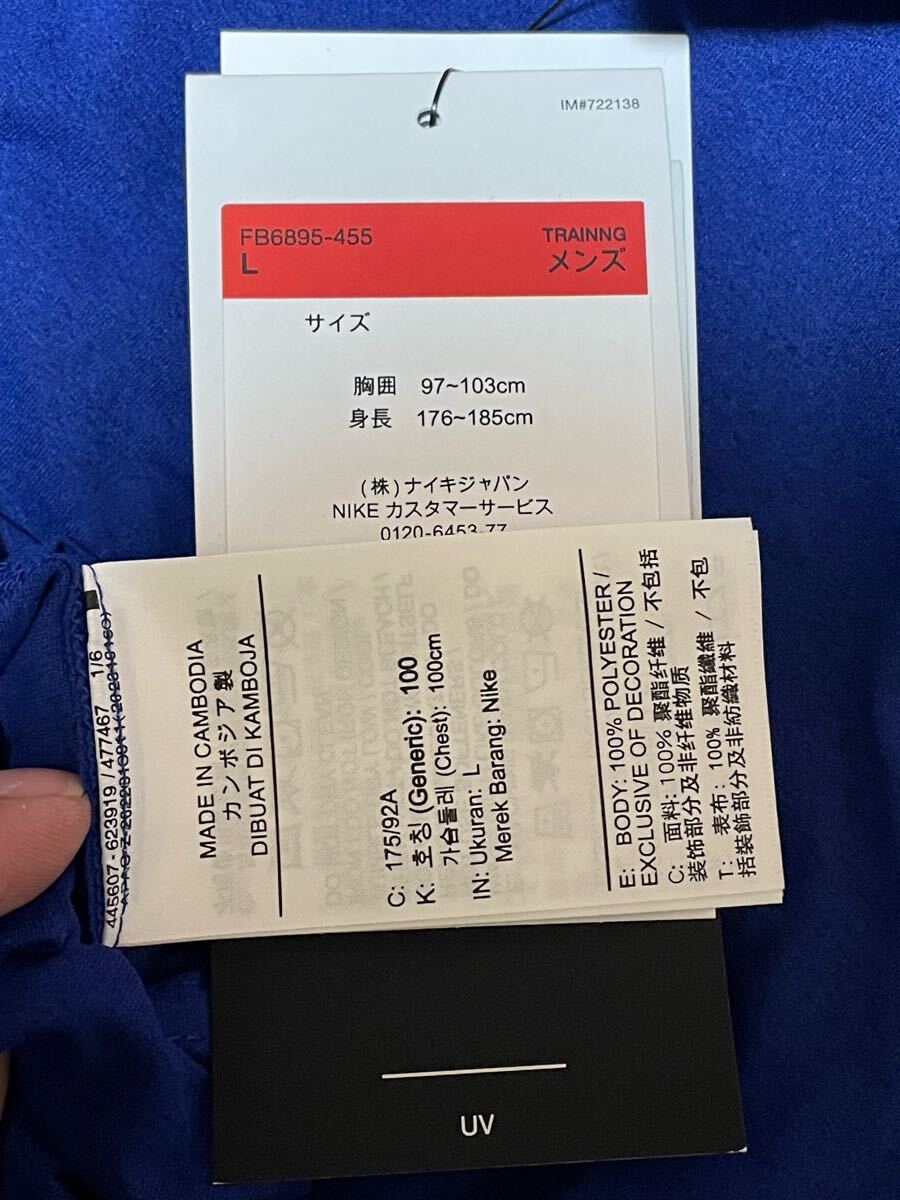 IM#722138
FB6895-455
TRAINNG
L
メンズ
サイズ
胸囲 97~103cm
身長 176~185cm
(株)ナイキジャパン
NIKE カスタマーサービス
0120-6453-77
445607 - 623919 / 477467 1/6
MADE IN CAMBODIA
カンボジア製
DIBUAT DI KAMBOJA
C: 175/92A
K: 호칭 (Generic): 100
가슴둘레 (Chest): 100cm
IN: Ukuran: L
Merek Barang: Nike
E: BODY: 100% POLYESTER /
EXCLUSIVE OF DECORATION
C: 面料: 100% 聚酯纤维 / 不包括
装饰部分及非纤维物质
T: 表布: 100% 聚酯纖維 / 不包
括裝飾部分及非紡織材料
UV